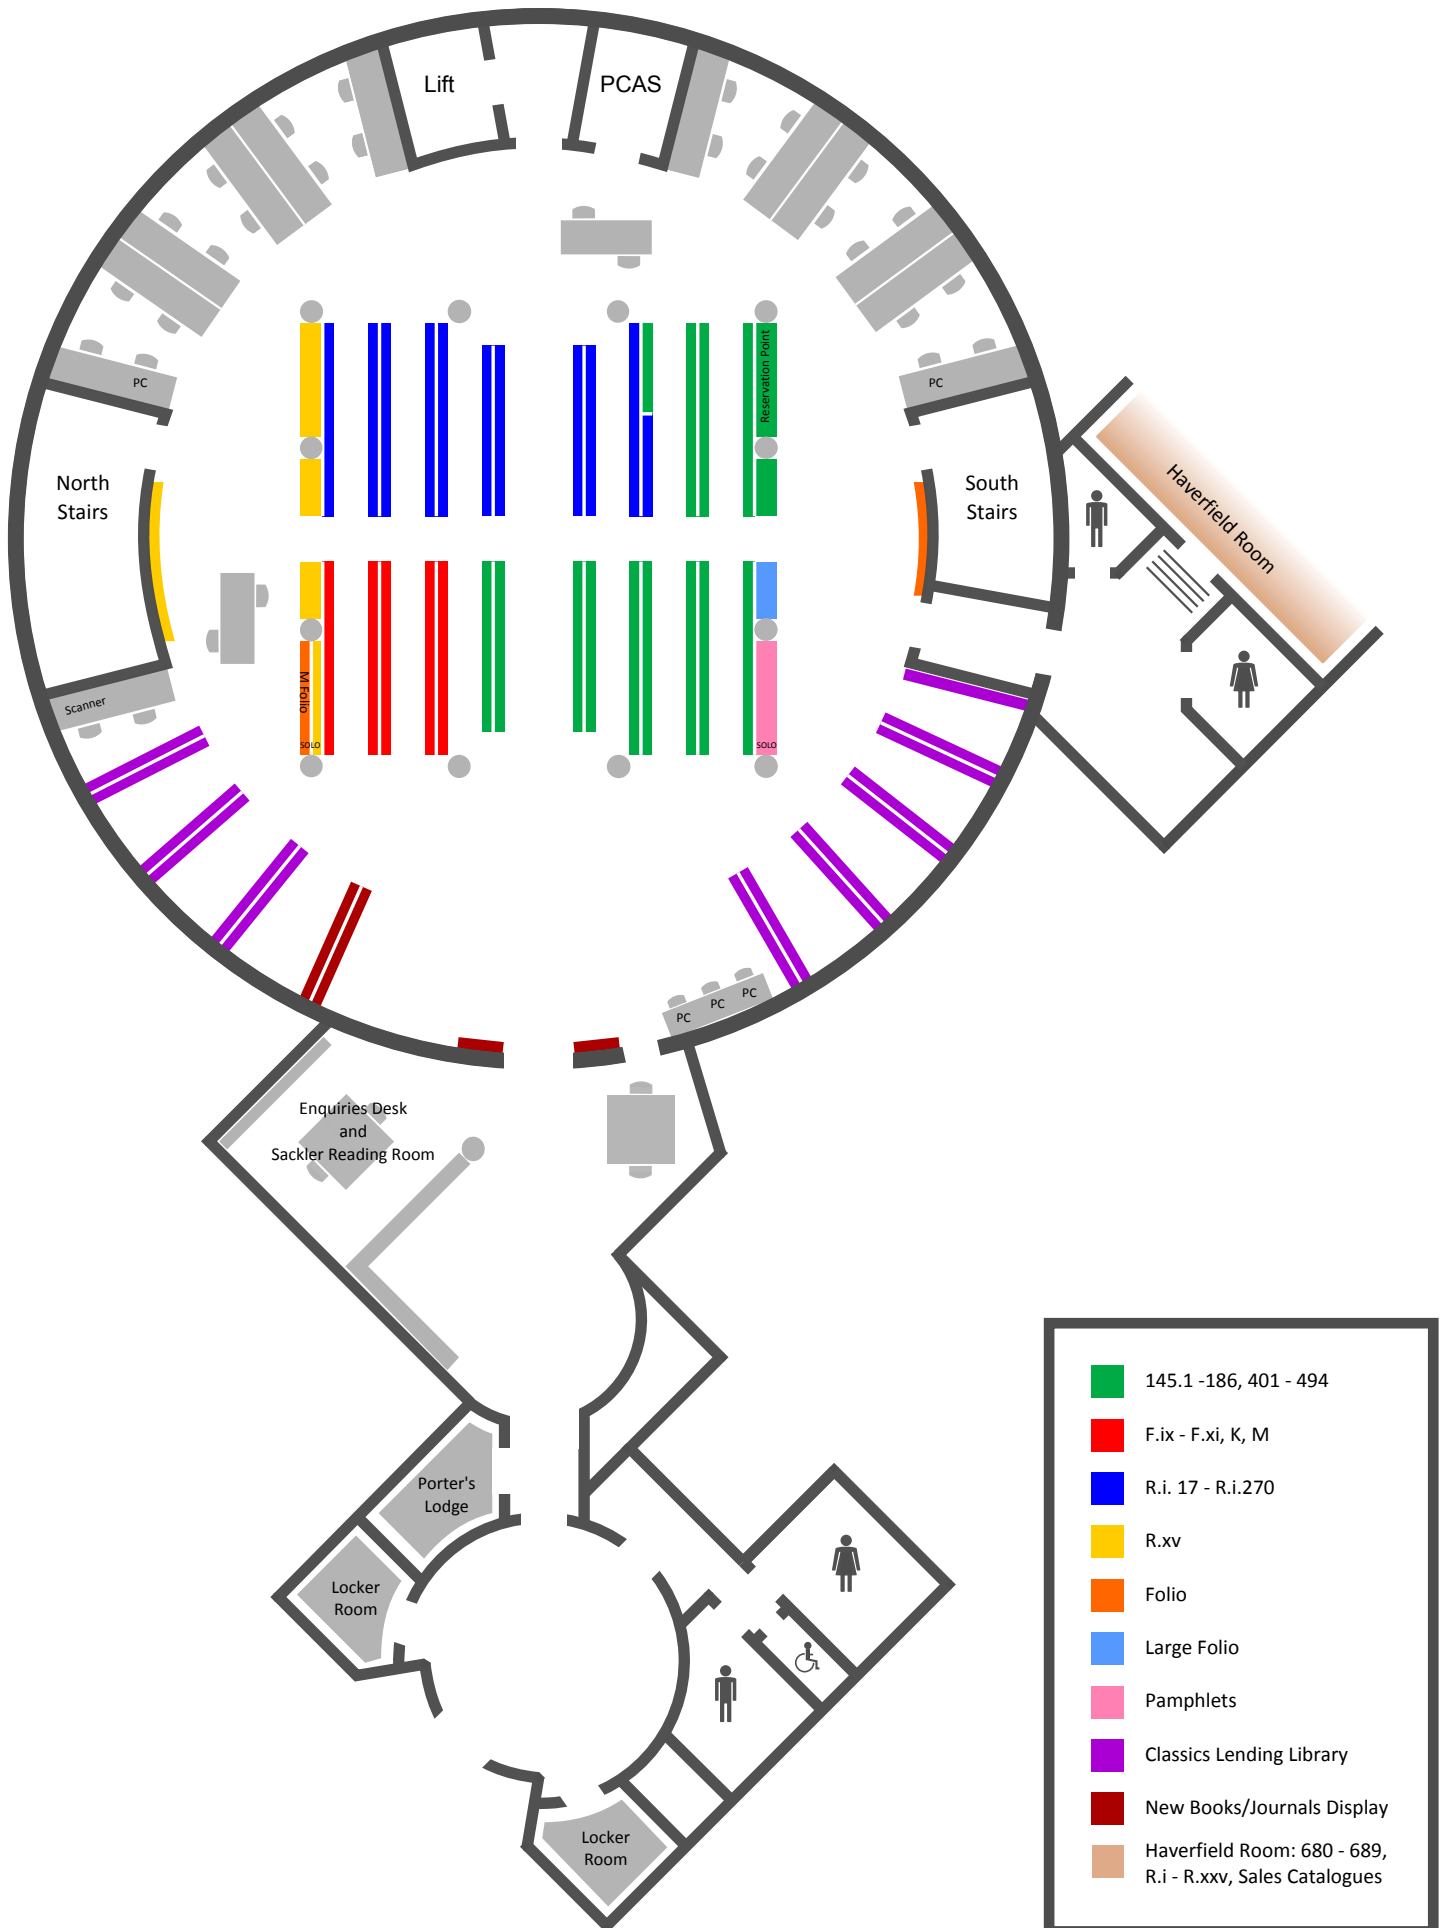 Lift
PCAS
PC
PC
Reservation Point
North
Stairs
South
Stairs
Haverfield Room
M Folio
Scanner
SOLO
SOLO
PC
PC
PC
Enquiries Desk
and
Sackler Reading Room
Porter's
Lodge
Locker
Room
Locker
Room
145.1 -186, 401 - 494
F.ix - F.xi, K, M
R.i. 17 - R.i.270
R.xv
Folio
Large Folio
Pamphlets
Classics Lending Library
New Books/Journals Display
Haverfield Room: 680 - 689,
R.i - R.xxv, Sales Catalogues